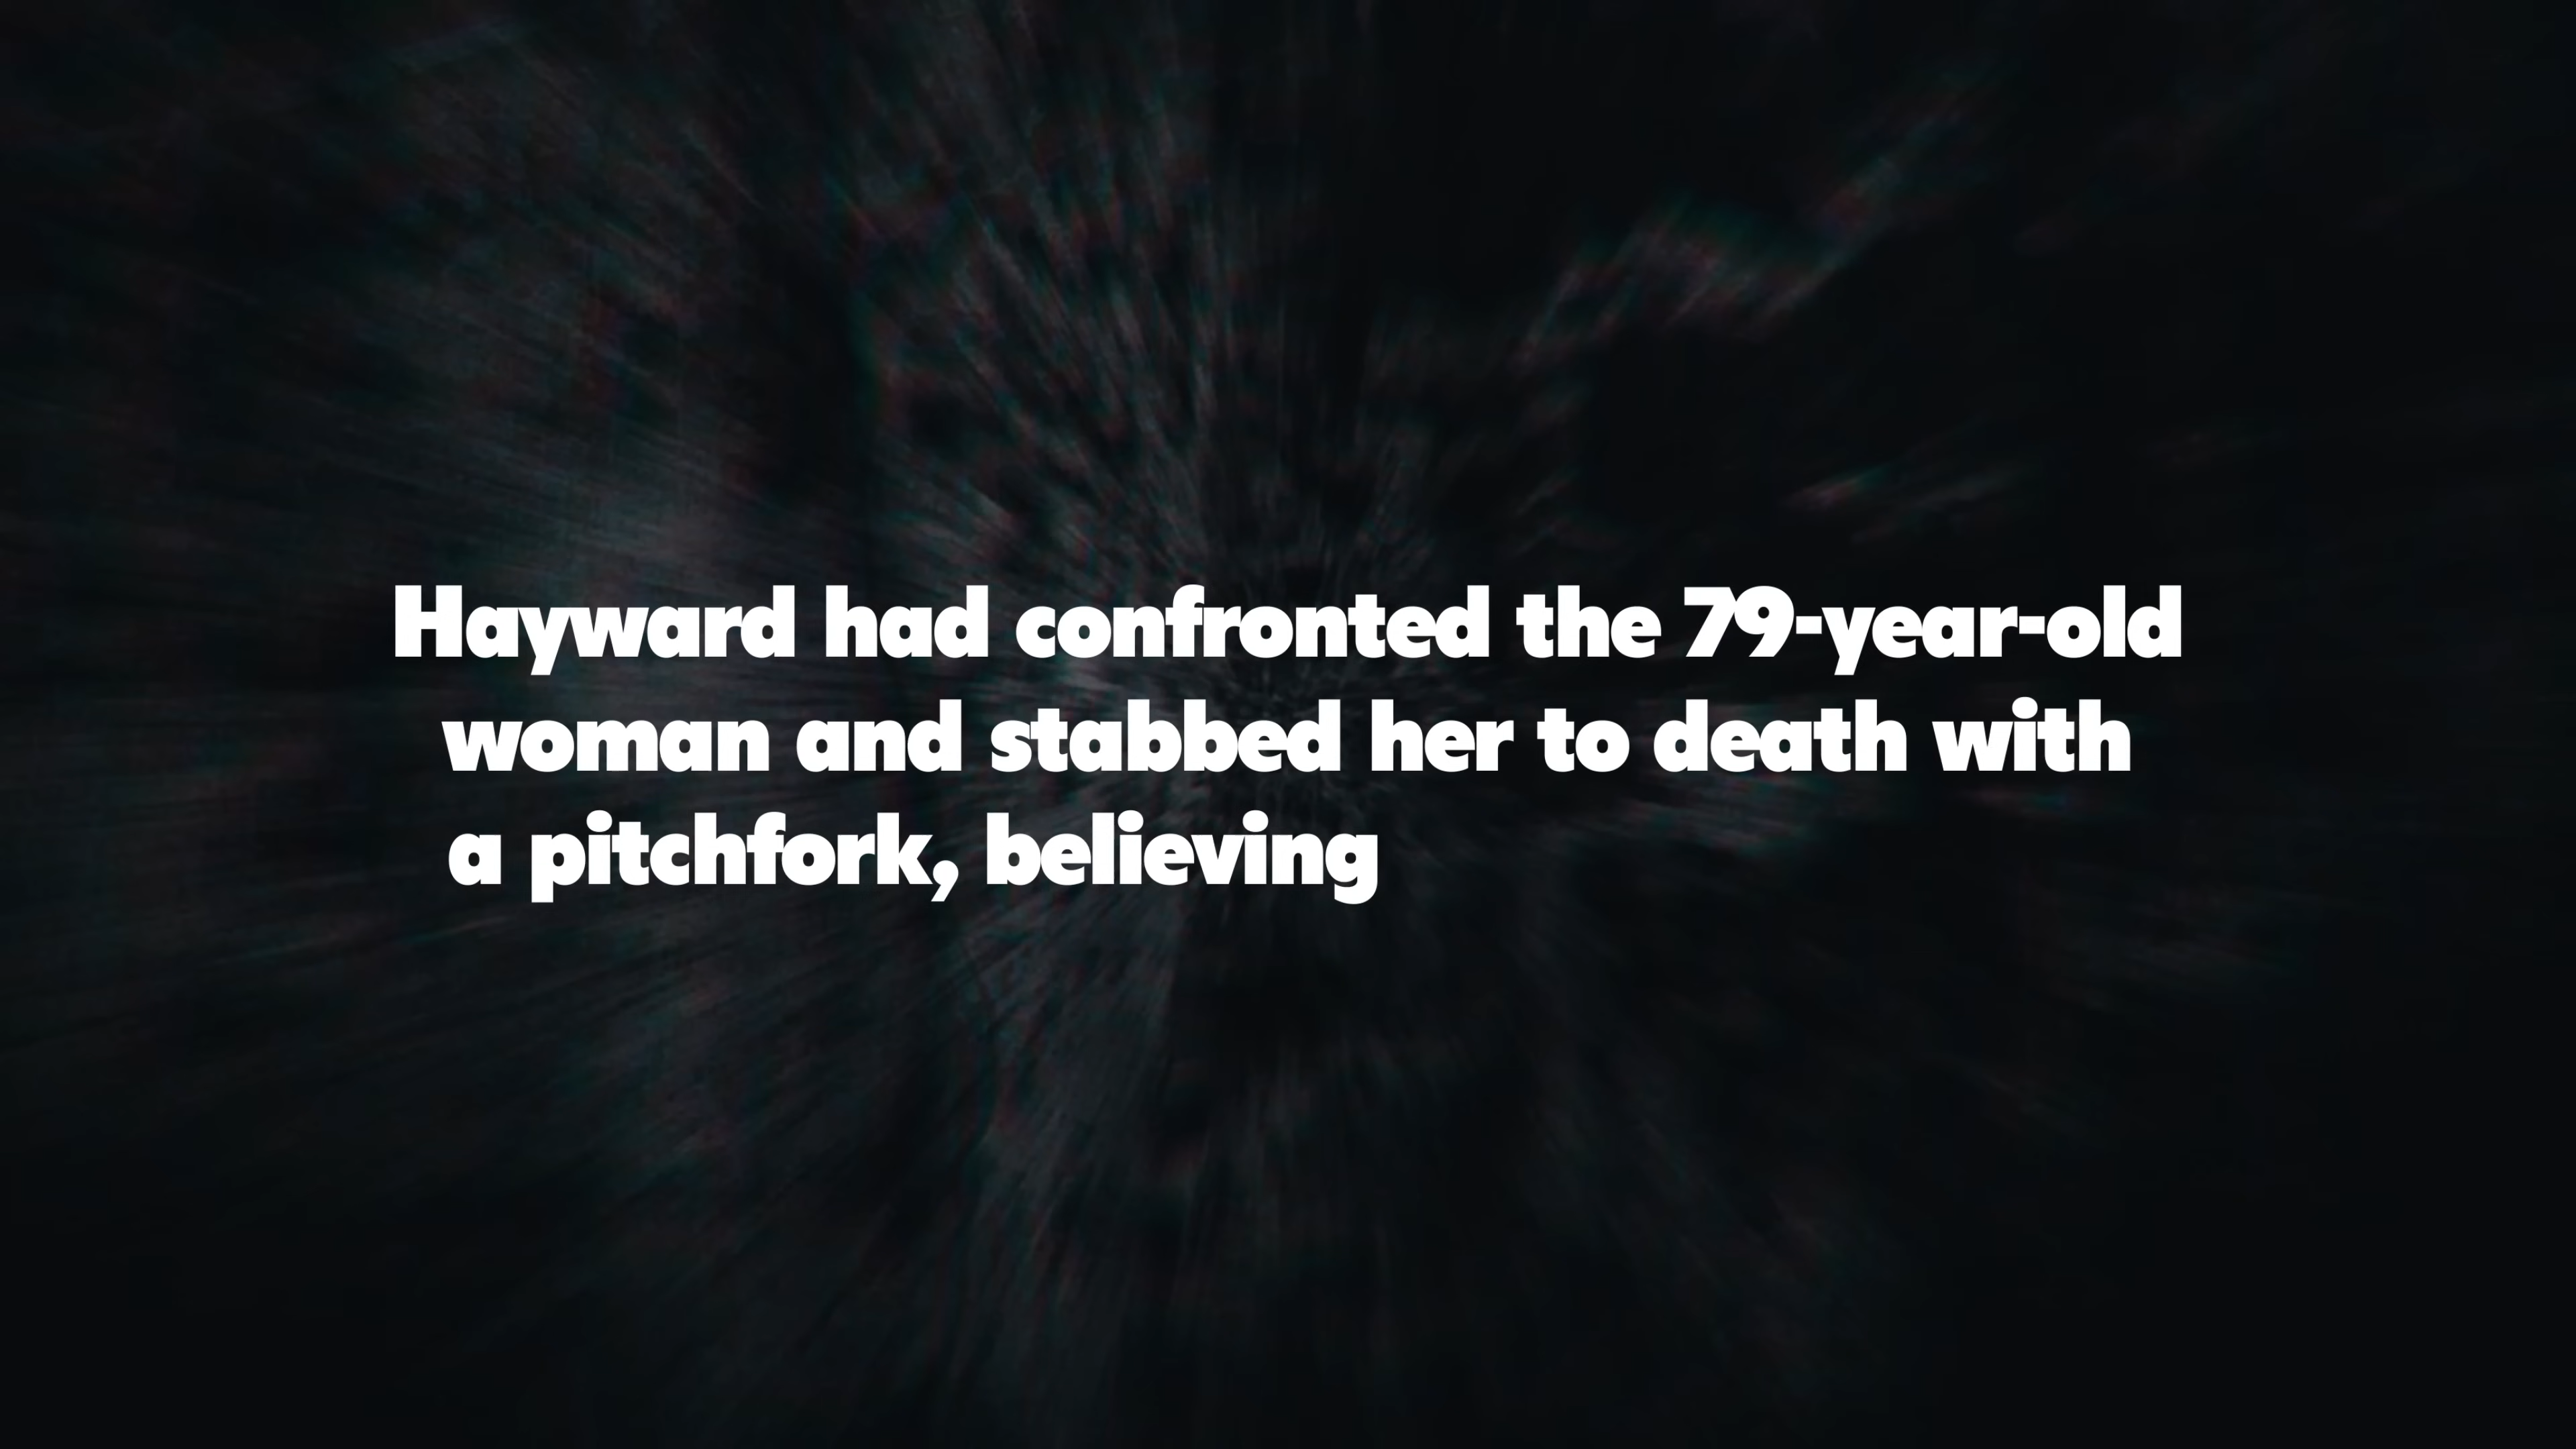 Hayward had confronted the 79-year-old
woman and stabbed her to death with
a pitchfork, believing